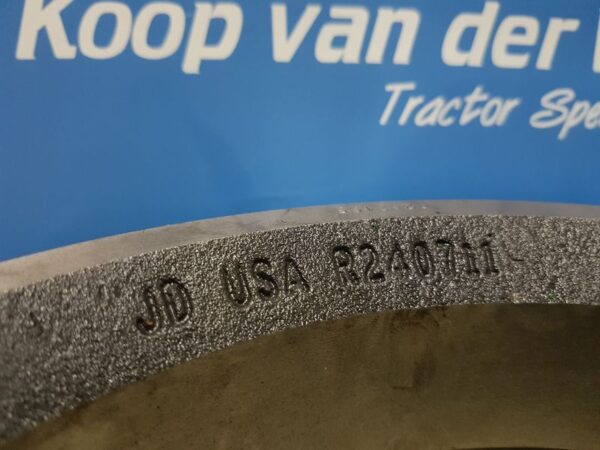 Koop van der
Tractor Spe
JD USA R240711